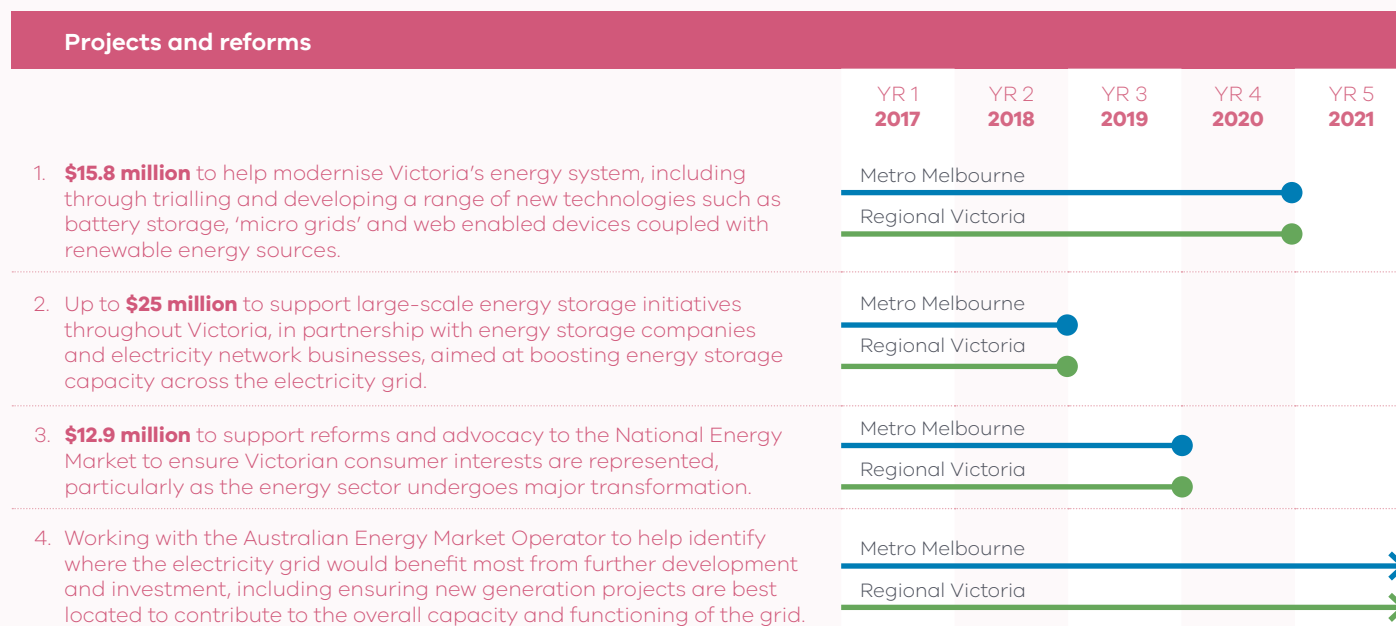 Projects and reforms
YR 1 YR 2 YR 3 YR 4 YR 5
2017 2018 2019 2020 2021
1. $15.8 million to help modernise Victoria’s energy system, including
through trialling and developing a range of new technologies such as
battery storage, ‘micro grids’ and web enabled devices coupled with
renewable energy sources.
Metro Melbourne
Regional Victoria
2. Up to $25 million to support large-scale energy storage initiatives
throughout Victoria, in partnership with energy storage companies
and electricity network businesses, aimed at boosting energy storage
capacity across the electricity grid.
Metro Melbourne
Regional Victoria
3. $12.9 million to support reforms and advocacy to the National Energy
Market to ensure Victorian consumer interests are represented,
particularly as the energy sector undergoes major transformation.
Metro Melbourne
Regional Victoria
4. Working with the Australian Energy Market Operator to help identify
where the electricity grid would benefit most from further development
and investment, including ensuring new generation projects are best
located to contribute to the overall capacity and functioning of the grid.
Metro Melbourne
Regional Victoria